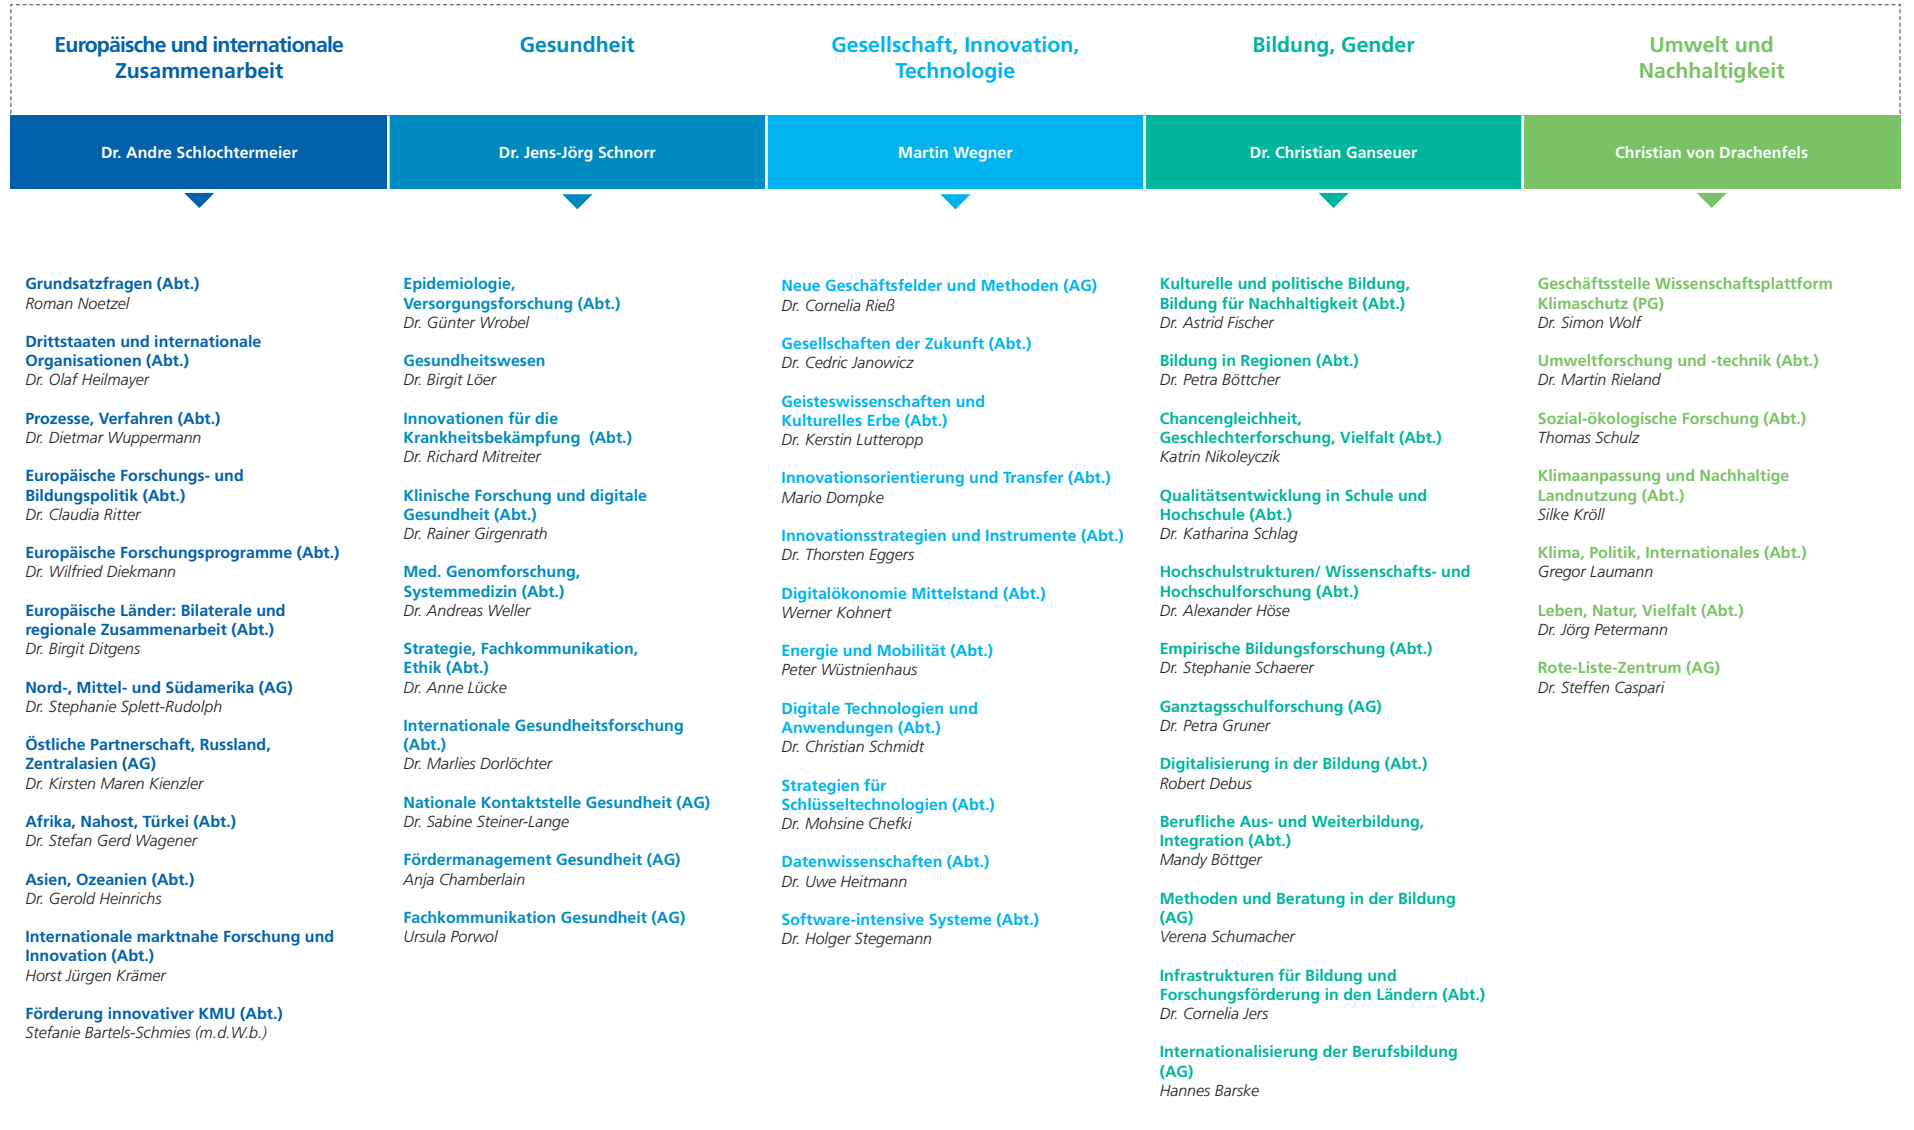 Europäische und internationale
Zusammenarbeit
Dr. Andre Schlochtermeier
Grundsatzfragen (Abt.)
Roman Noetzel
Drittstaaten und internationale
Organisationen (Abt.)
Dr. Olaf Heilmayer
Prozesse, Verfahren (Abt.)
Dr. Dietmar Wuppermann
Europäische Forschungs- und
Bildungspolitik (Abt.)
Dr. Claudia Ritter
Europäische Forschungsprogramme (Abt.)
Dr. Wilfried Diekmann
Europäische Länder: Bilaterale und
regionale Zusammenarbeit (Abt.)
Dr. Birgit Ditgens
Nord-, Mittel- und Südamerika (AG)
Dr. Stephanie Splett-Rudolph
Östliche Partnerschaft, Russland,
Zentralasien (AG)
Dr. Kirsten Maren Kienzler
Afrika, Nahost, Türkei (Abt.)
Dr. Stefan Gerd Wagener
Asien, Ozeanien (Abt.)
Dr. Gerold Heinrichs
Internationale marktnahe Forschung und
Innovation (Abt.)
Horst Jürgen Krämer
Förderung innovativer KMU (Abt.)
Stefanie Bartels-Schmies (m.d.W.b.)
Gesundheit
Dr. Jens-Jörg Schnorr
Epidemiologie,
Versorgungsforschung (Abt.)
Dr. Günter Wrobel
Gesundheitswesen
Dr. Birgit Löer
Innovationen für die
Krankheitsbekämpfung (Abt.)
Dr. Richard Mitreiter
Klinische Forschung und digitale
Gesundheit (Abt.)
Dr. Rainer Girgenrath
Med. Genomforschung,
Systemmedizin (Abt.)
Dr. Andreas Weller
Strategie, Fachkommunikation,
Ethik (Abt.)
Dr. Anne Lücke
Internationale Gesundheitsforschung
(Abt.)
Dr. Marlies Dorlöchter
Nationale Kontaktstelle Gesundheit (AG)
Dr. Sabine Steiner-Lange
Fördermanagement Gesundheit (AG)
Anja Chamberlain
Fachkommunikation Gesundheit (AG)
Ursula Porwol
Gesellschaft, Innovation,
Technologie
Martin Wegner
Neue Geschäftsfelder und Methoden (AG)
Dr. Cornelia Rieß
Gesellschaften der Zukunft (Abt.)
Dr. Cedric Janowicz
Geisteswissenschaften und
Kulturelles Erbe (Abt.)
Dr. Kerstin Lutteropp
Innovationsorientierung und Transfer (Abt.)
Mario Dompke
Innovationsstrategien und Instrumente (Abt.)
Dr. Thorsten Eggers
Digitalökonomie Mittelstand (Abt.)
Werner Kohnert
Energie und Mobilität (Abt.)
Peter Wüstnienhaus
Digitale Technologien und
Anwendungen (Abt.)
Dr. Christian Schmidt
Strategien für
Schlüsseltechnologien (Abt.)
Dr. Mohsine Chefki
Datenwissenschaften (Abt.)
Dr. Uwe Heitmann
Software-intensive Systeme (Abt.)
Dr. Holger Stegemann
Bildung, Gender
Dr. Christian Ganseuer
Kulturelle und politische Bildung,
Bildung für Nachhaltigkeit (Abt.)
Dr. Astrid Fischer
Bildung in Regionen (Abt.)
Dr. Petra Böttcher
Chancengleichheit,
Geschlechterforschung, Vielfalt (Abt.)
Katrin Nikoleyczik
Qualitätsentwicklung in Schule und
Hochschule (Abt.)
Dr. Katharina Schlag
Hochschulstrukturen/ Wissenschafts- und
Hochschulforschung (Abt.)
Dr. Alexander Höse
Empirische Bildungsforschung (Abt.)
Dr. Stephanie Schaerer
Ganztagsschulforschung (AG)
Dr. Petra Gruner
Digitalisierung in der Bildung (Abt.)
Robert Debus
Berufliche Aus- und Weiterbildung,
Integration (Abt.)
Mandy Böttger
Methoden und Beratung in der Bildung
(AG)
Verena Schumacher
Infrastrukturen für Bildung und
Forschungsförderung in den Ländern (Abt.)
Dr. Cornelia Jers
Internationalisierung der Berufsbildung
(AG)
Hannes Barske
Umwelt und
Nachhaltigkeit
Christian von Drachenfels
Geschäftsstelle Wissenschaftsplattform
Klimaschutz (PG)
Dr. Simon Wolf
Umweltforschung und -technik (Abt.)
Dr. Martin Rieland
Sozial-ökologische Forschung (Abt.)
Thomas Schulz
Klimaanpassung und Nachhaltige
Landnutzung (Abt.)
Silke Kröll
Klima, Politik, Internationales (Abt.)
Gregor Laumann
Leben, Natur, Vielfalt (Abt.)
Dr. Jörg Petermann
Rote-Liste-Zentrum (AG)
Dr. Steffen Caspari